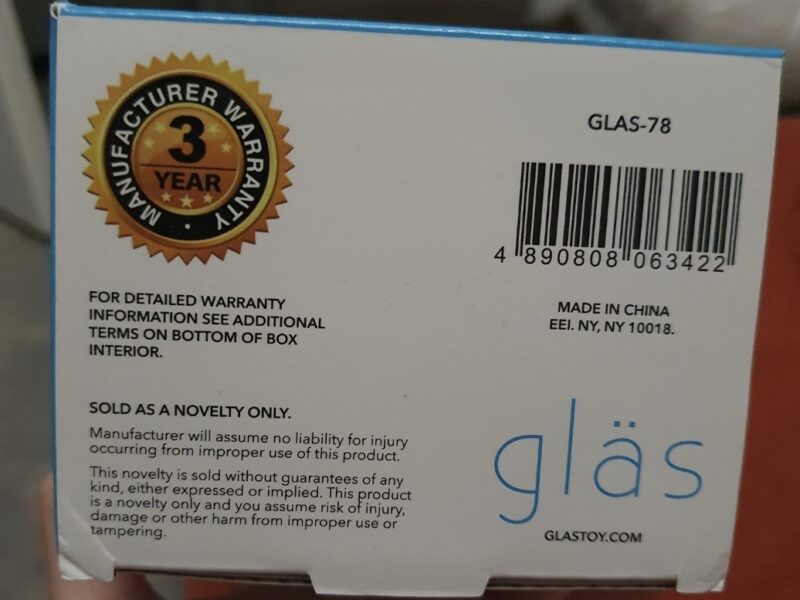 MANUFACTURER WARRANTY
3
YEAR
FOR DETAILED WARRANTY
INFORMATION SEE ADDITIONAL
TERMS ON BOTTOM OF BOX
INTERIOR.
SOLD AS A NOVELTY ONLY.
Manufacturer will assume no liability for injury
occurring from improper use of this product.
This novelty is sold without guarantees of any
kind, either expressed or implied. This product
is a novelty only and you assume risk of injury,
damage or other harm from improper use or
tampering.
GLAS-78
4 890808 063422
MADE IN CHINA
EEI. NY, NY 10018.
gläs
GLASTOY.COM